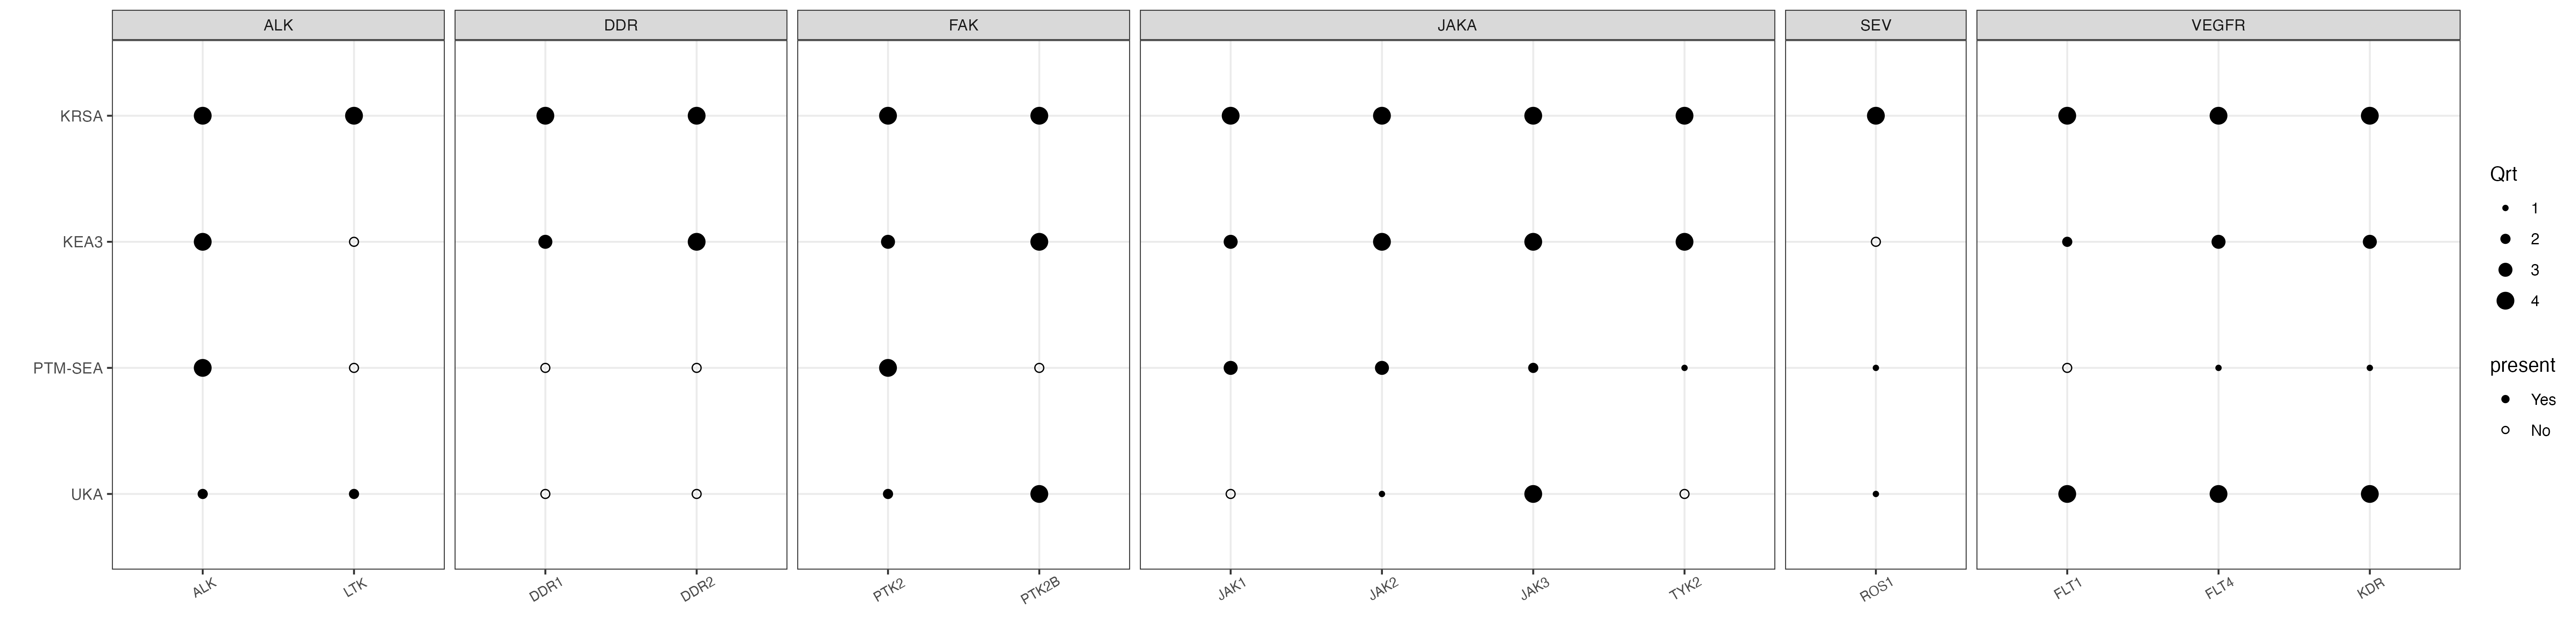 ALK DDR FAK JAKA SEV VEGFR
KRSA
KEA3
PTM-SEA
UKA
ALK LTK DDR1 DDR2 PTK2 PTK2B JAK1 JAK2 JAK3 TYK2 ROS1 FLT1 FLT4 KDR
Qrt
1
2
3
4
present
Yes
No